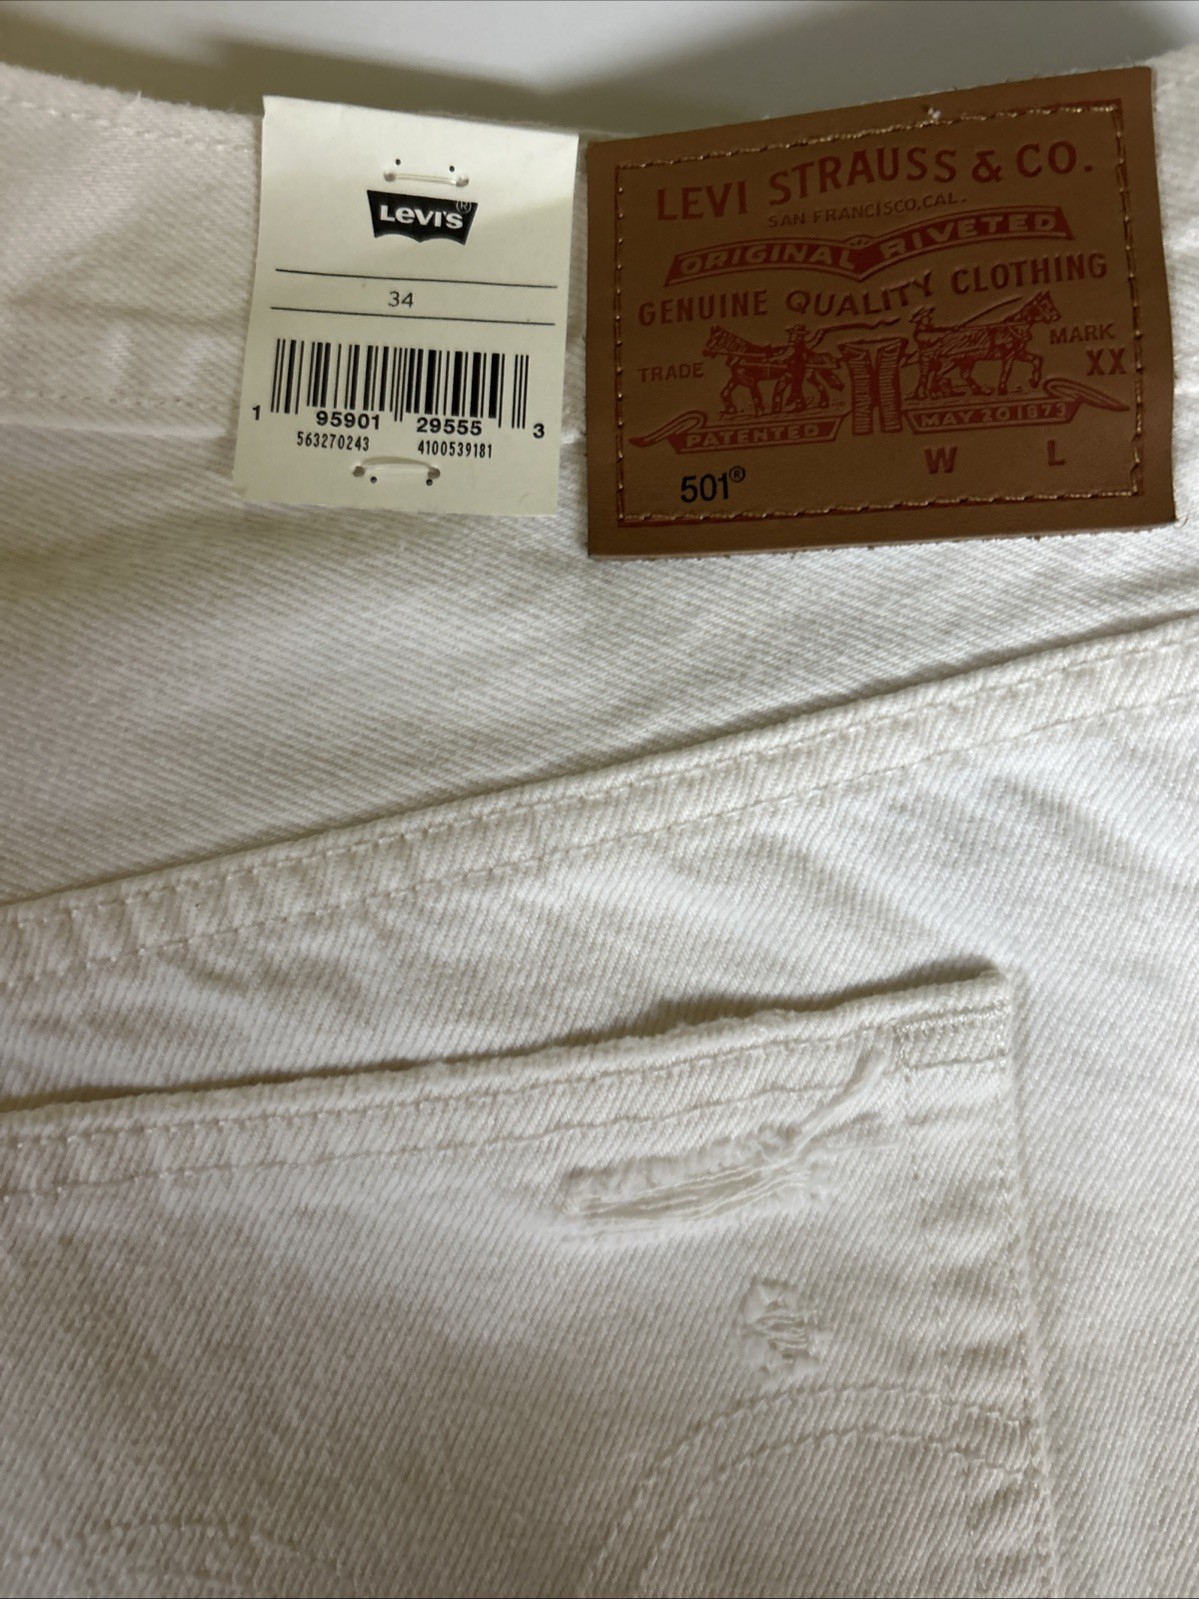 LEVI'S®
34
1 95901 29555 3
563270243 4100539181
LEVI STRAUSS & CO.
SAN FRANCISCO, CAL.
ORIGINAL RIVETED
GENUINE QUALITY CLOTHING
TRADE MARK
XX
PATENTED MAY 20 1873
W L
501®